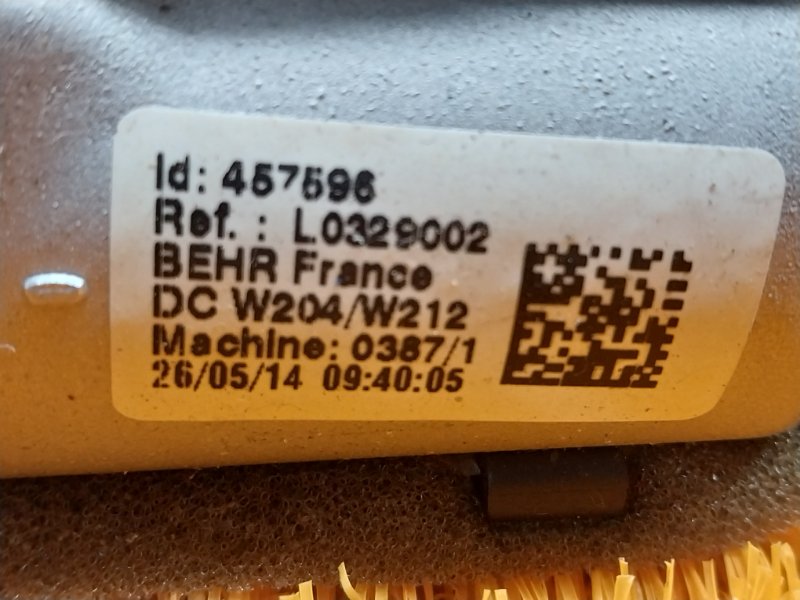 Id: 457596
Ref. : L0329002
BEHR France
DC W204/W212
Machine: 0387/1
26/05/14 09:40:05